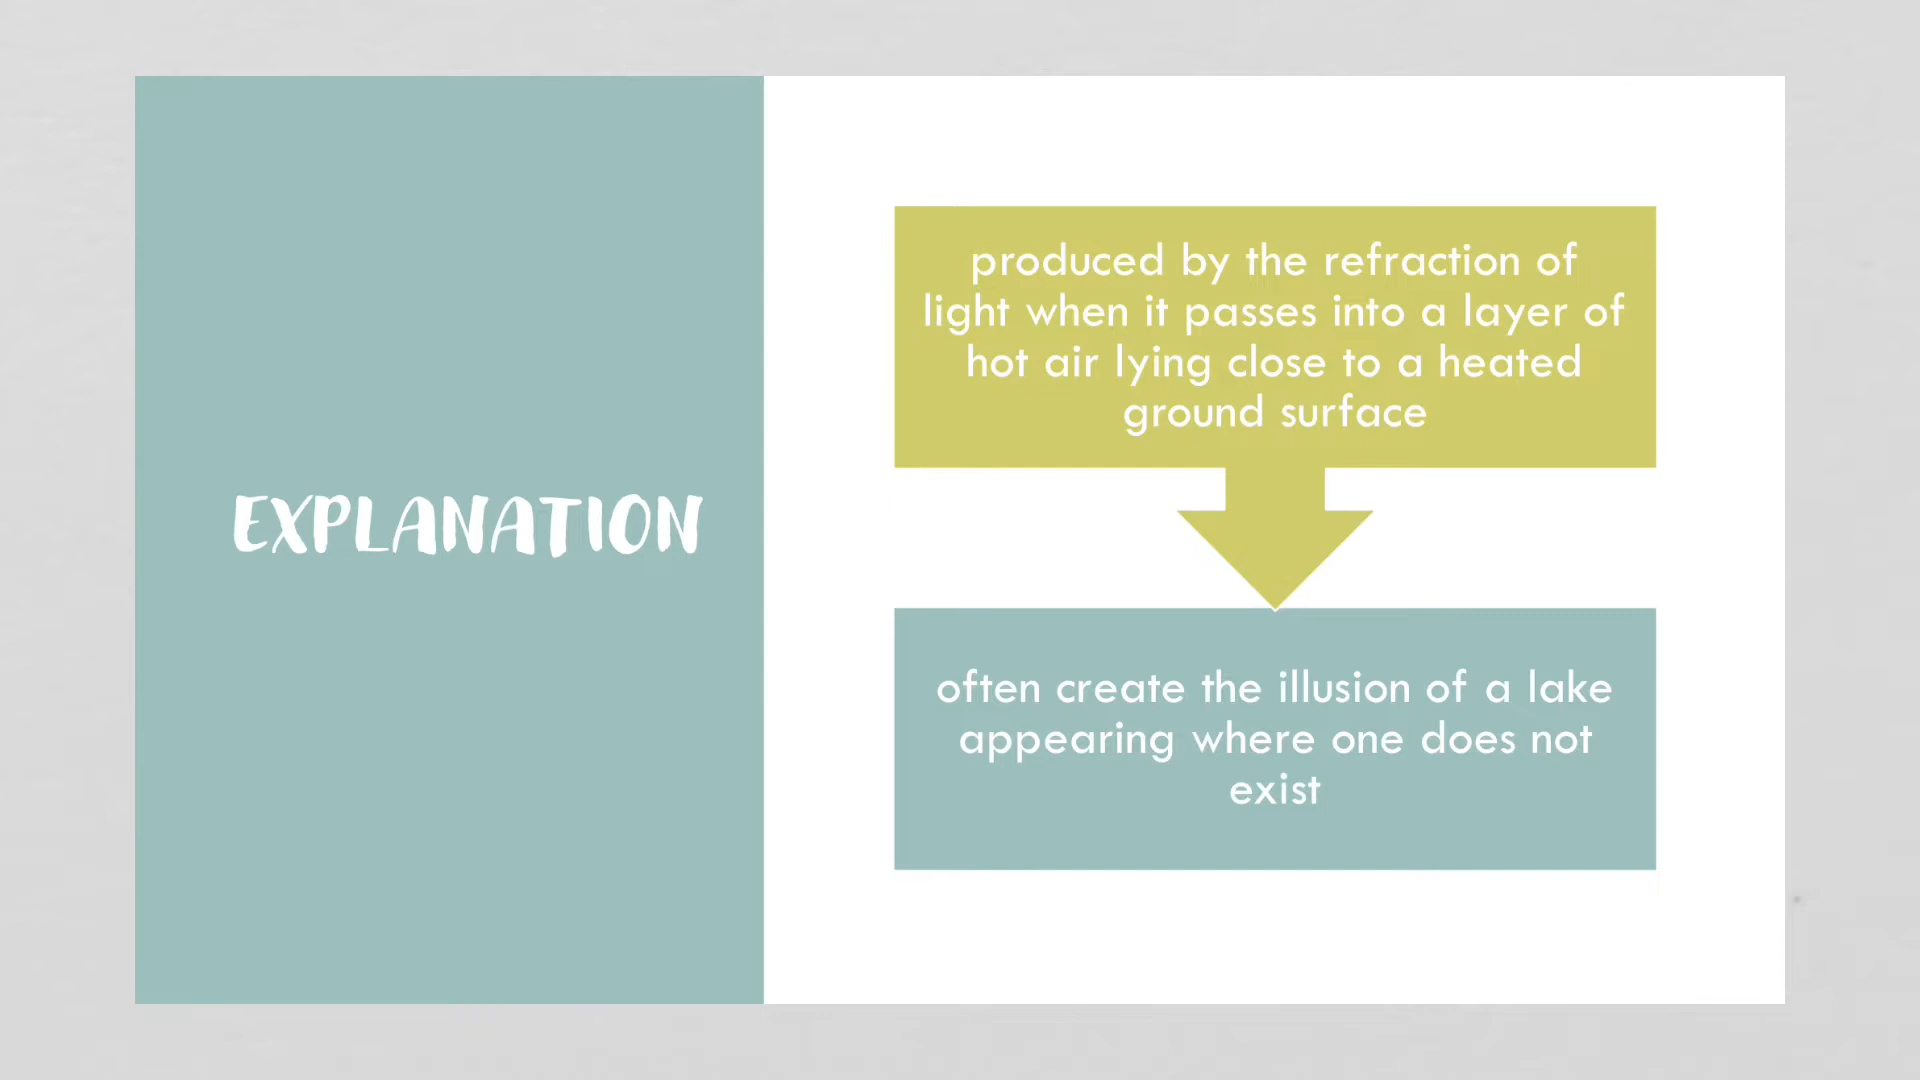 EXPLANATION
produced by the refraction of
light when it passes into a layer of
hot air lying close to a heated
ground surface
often create the illusion of a lake
appearing where one does not
exist